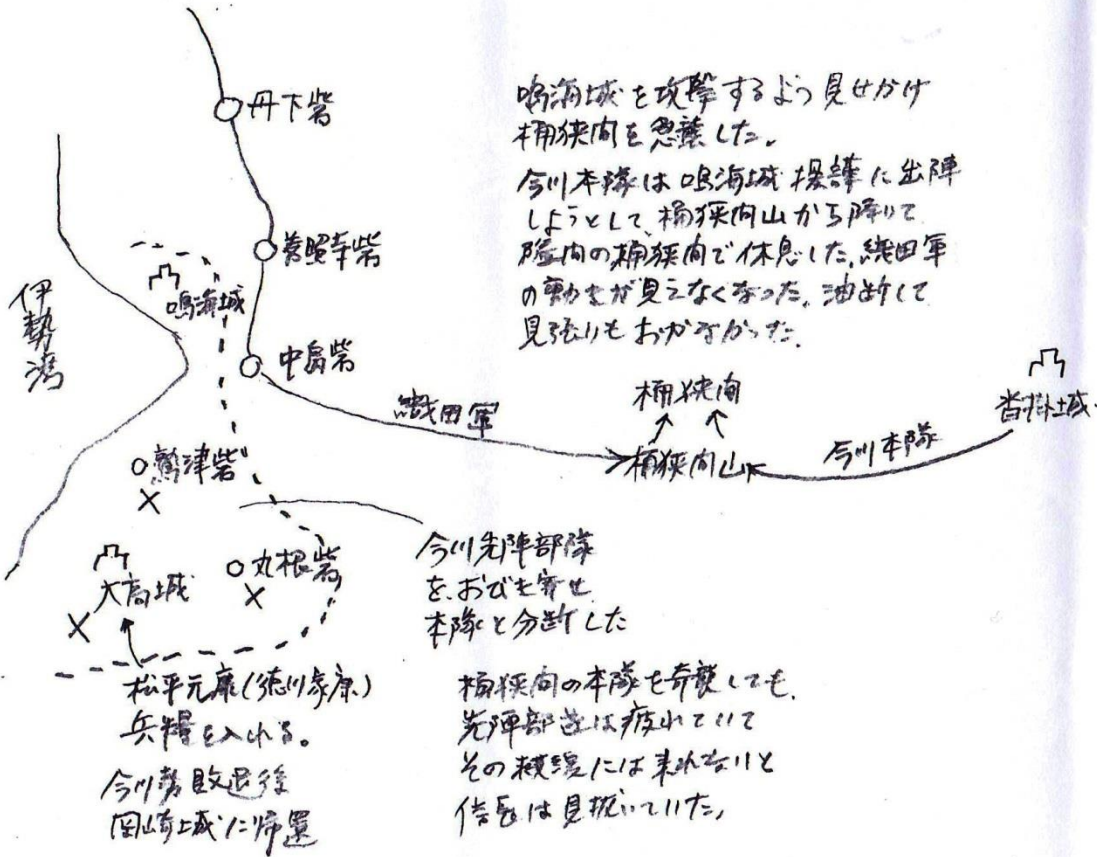 丹下砦
善照寺砦
鳴海城
中島砦
伊勢湾
鷲津砦
丸根砦
大高城
松平元康(徳川家康)
兵糧を入れる。
今川勢敗退後
岡崎城に帰還
鳴海城を攻撃するよう見せかけ
桶狭間を急襲した。
今川本隊は鳴海城援護に出陣
しようとして、桶狭間山から降りて
陰間の桶狭間で休息した、織田軍
の動きが見えなくなった、油断して
見張りもおかなかった。
織田軍
桶狭間
桶狭間山
今川本隊
沓掛城
今川先陣部隊
を、おびき寄せ
本隊と分断した
桶狭間の本隊を奇襲しても、
先陣部隊は疲れていて
その救援には来れないと
信長は見抜いていた。